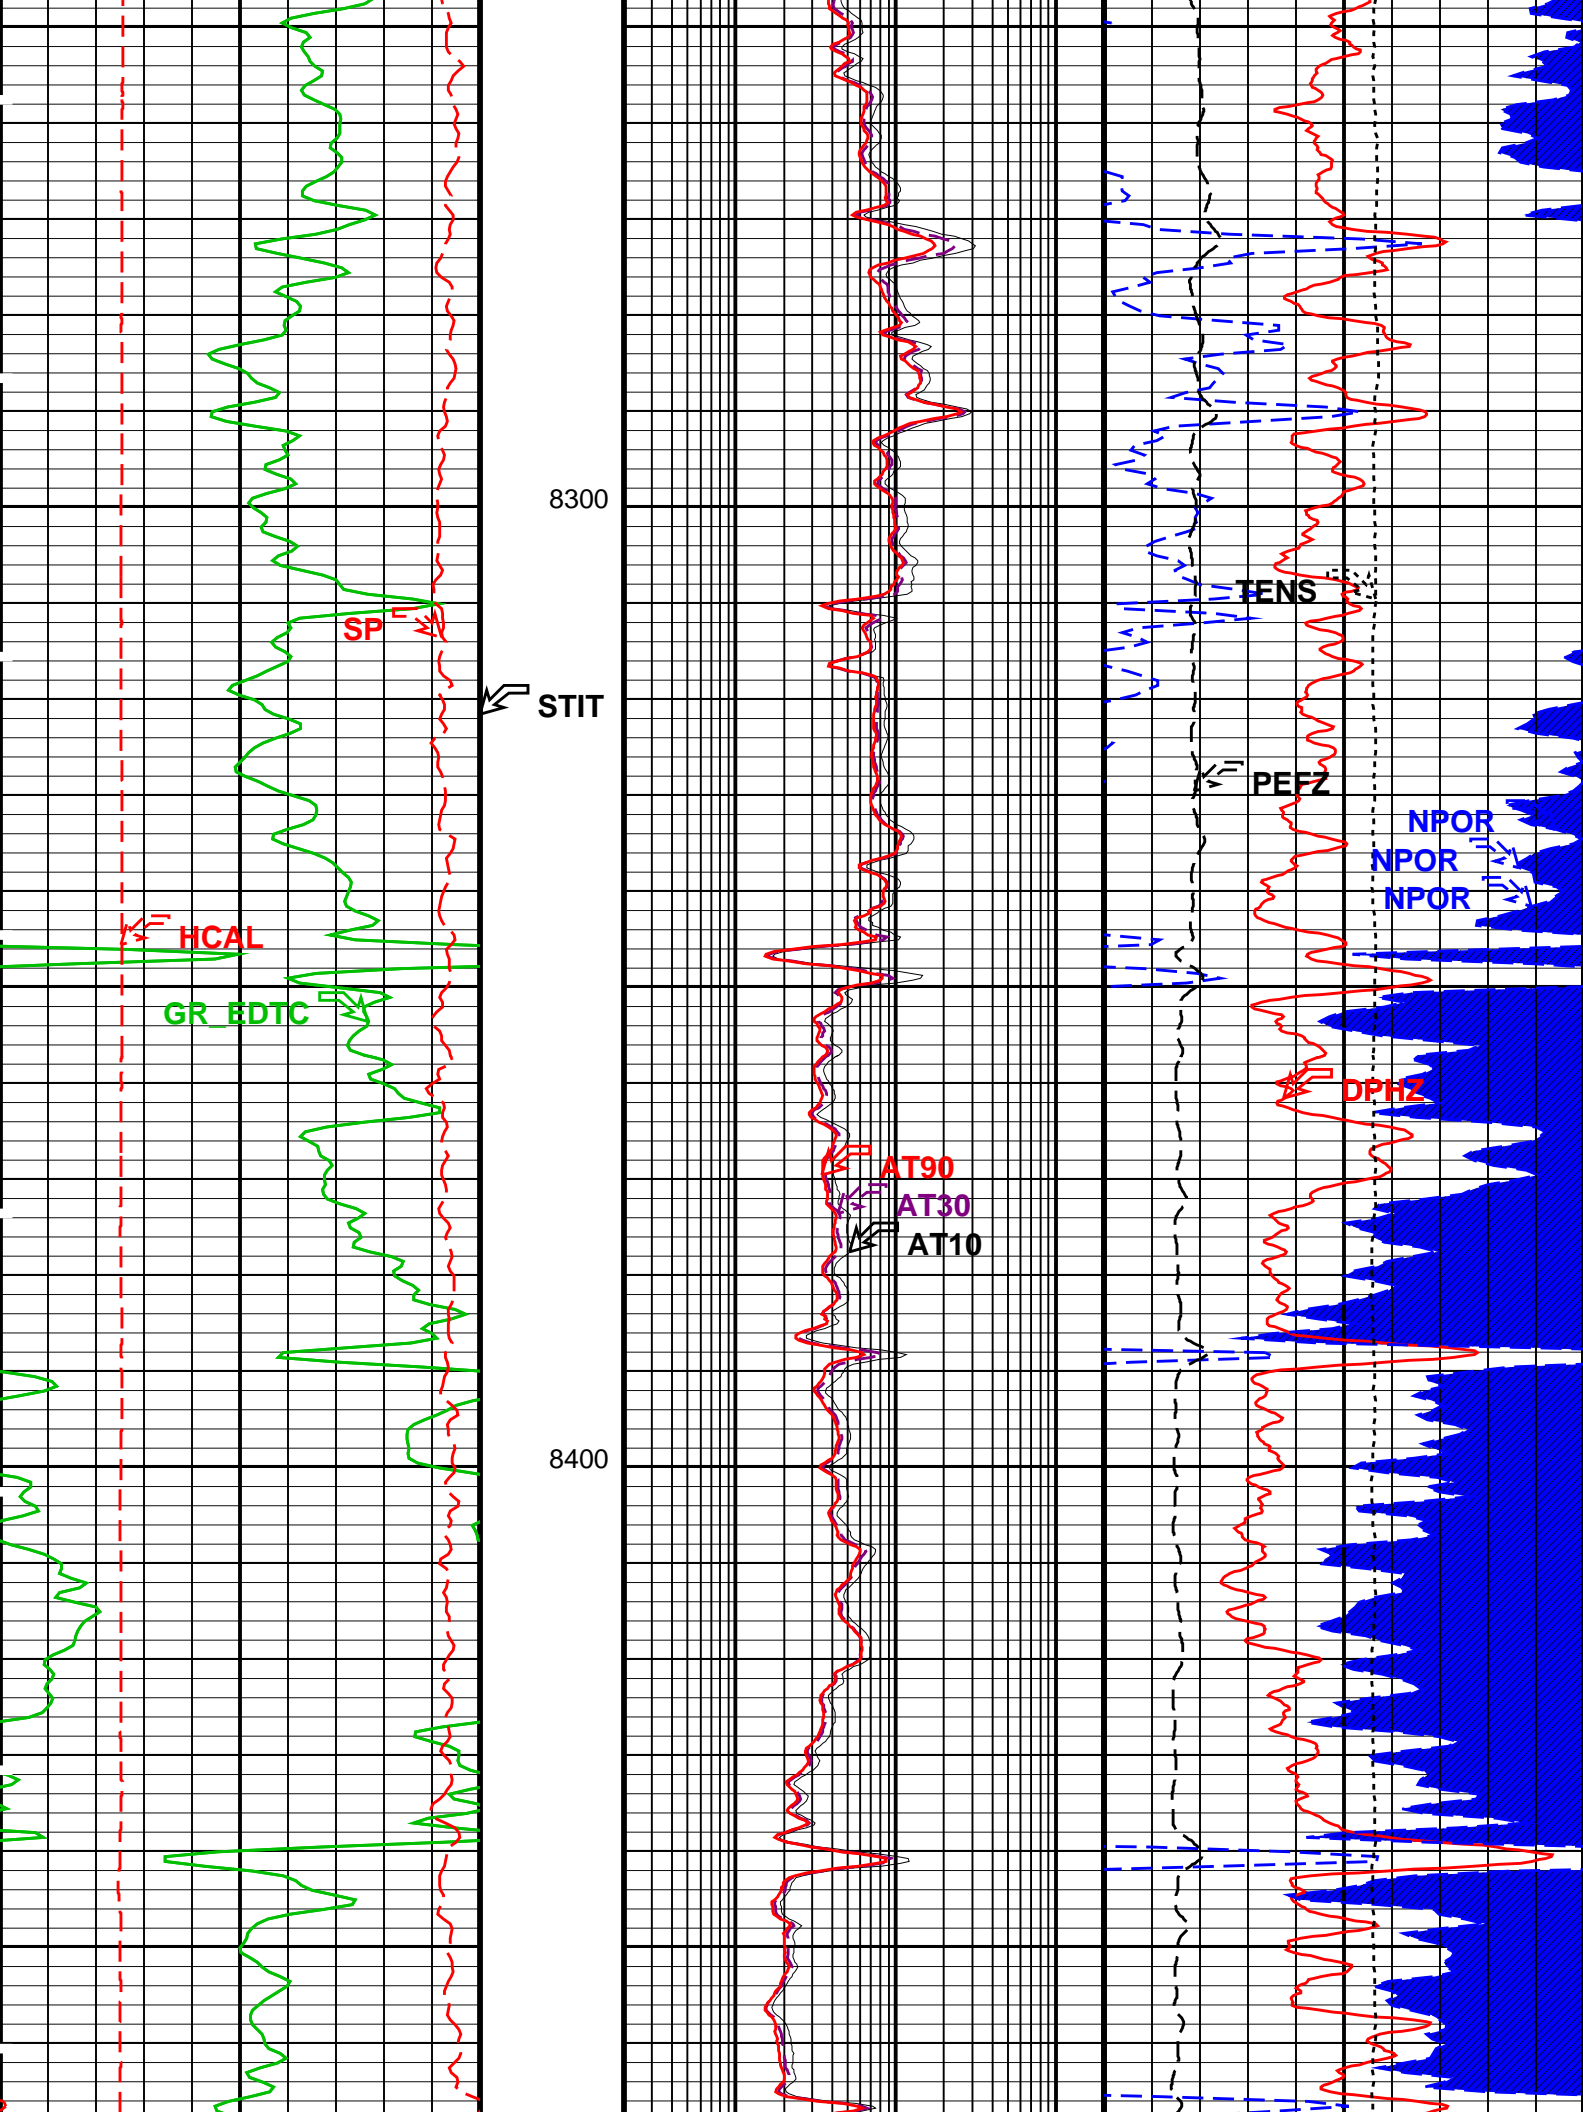 8300
TENS
SP
STIT
PEFZ
NPOR
NPOR
NPOR
HCAL
GR_EDTC
DPHZ
AT90
AT30
AT10
8400